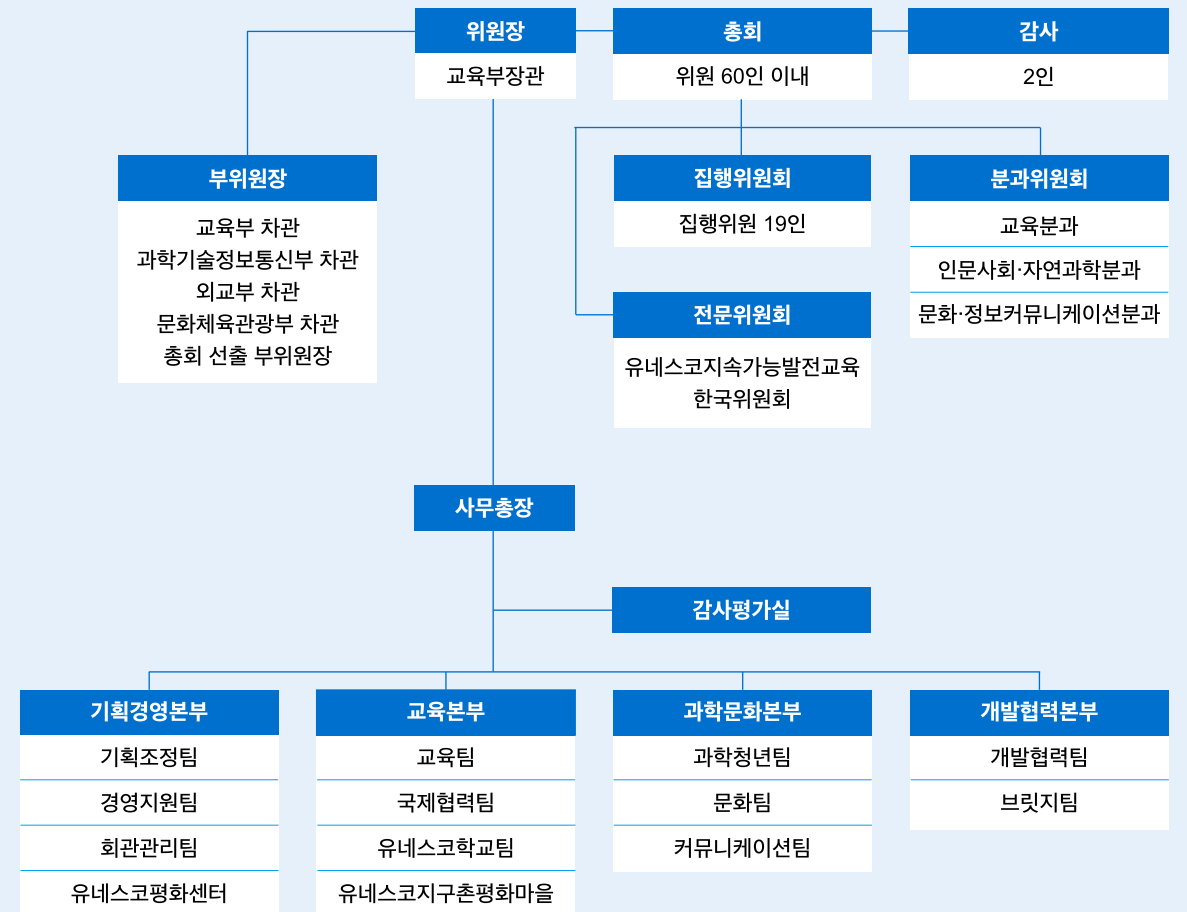 위원장
교육부장관
총회
위원 60인 이내
감사
2인
부위원장
교육부 차관
과학기술정보통신부 차관
외교부 차관
문화체육관광부 차관
총회 선출 부위원장
집행위원회
집행위원 19인
분과위원회
교육분과
인문사회·자연과학분과
문화·정보커뮤니케이션분과
전문위원회
유네스코지속가능발전교육
한국위원회
사무총장
감사평가실
기획경영본부
기획조정팀
경영지원팀
회관관리팀
유네스코평화센터
교육본부
교육팀
국제협력팀
유네스코학교팀
유네스코지구촌평화마을
과학문화본부
과학청년팀
문화팀
커뮤니케이션팀
개발협력본부
개발협력팀
브릿지팀